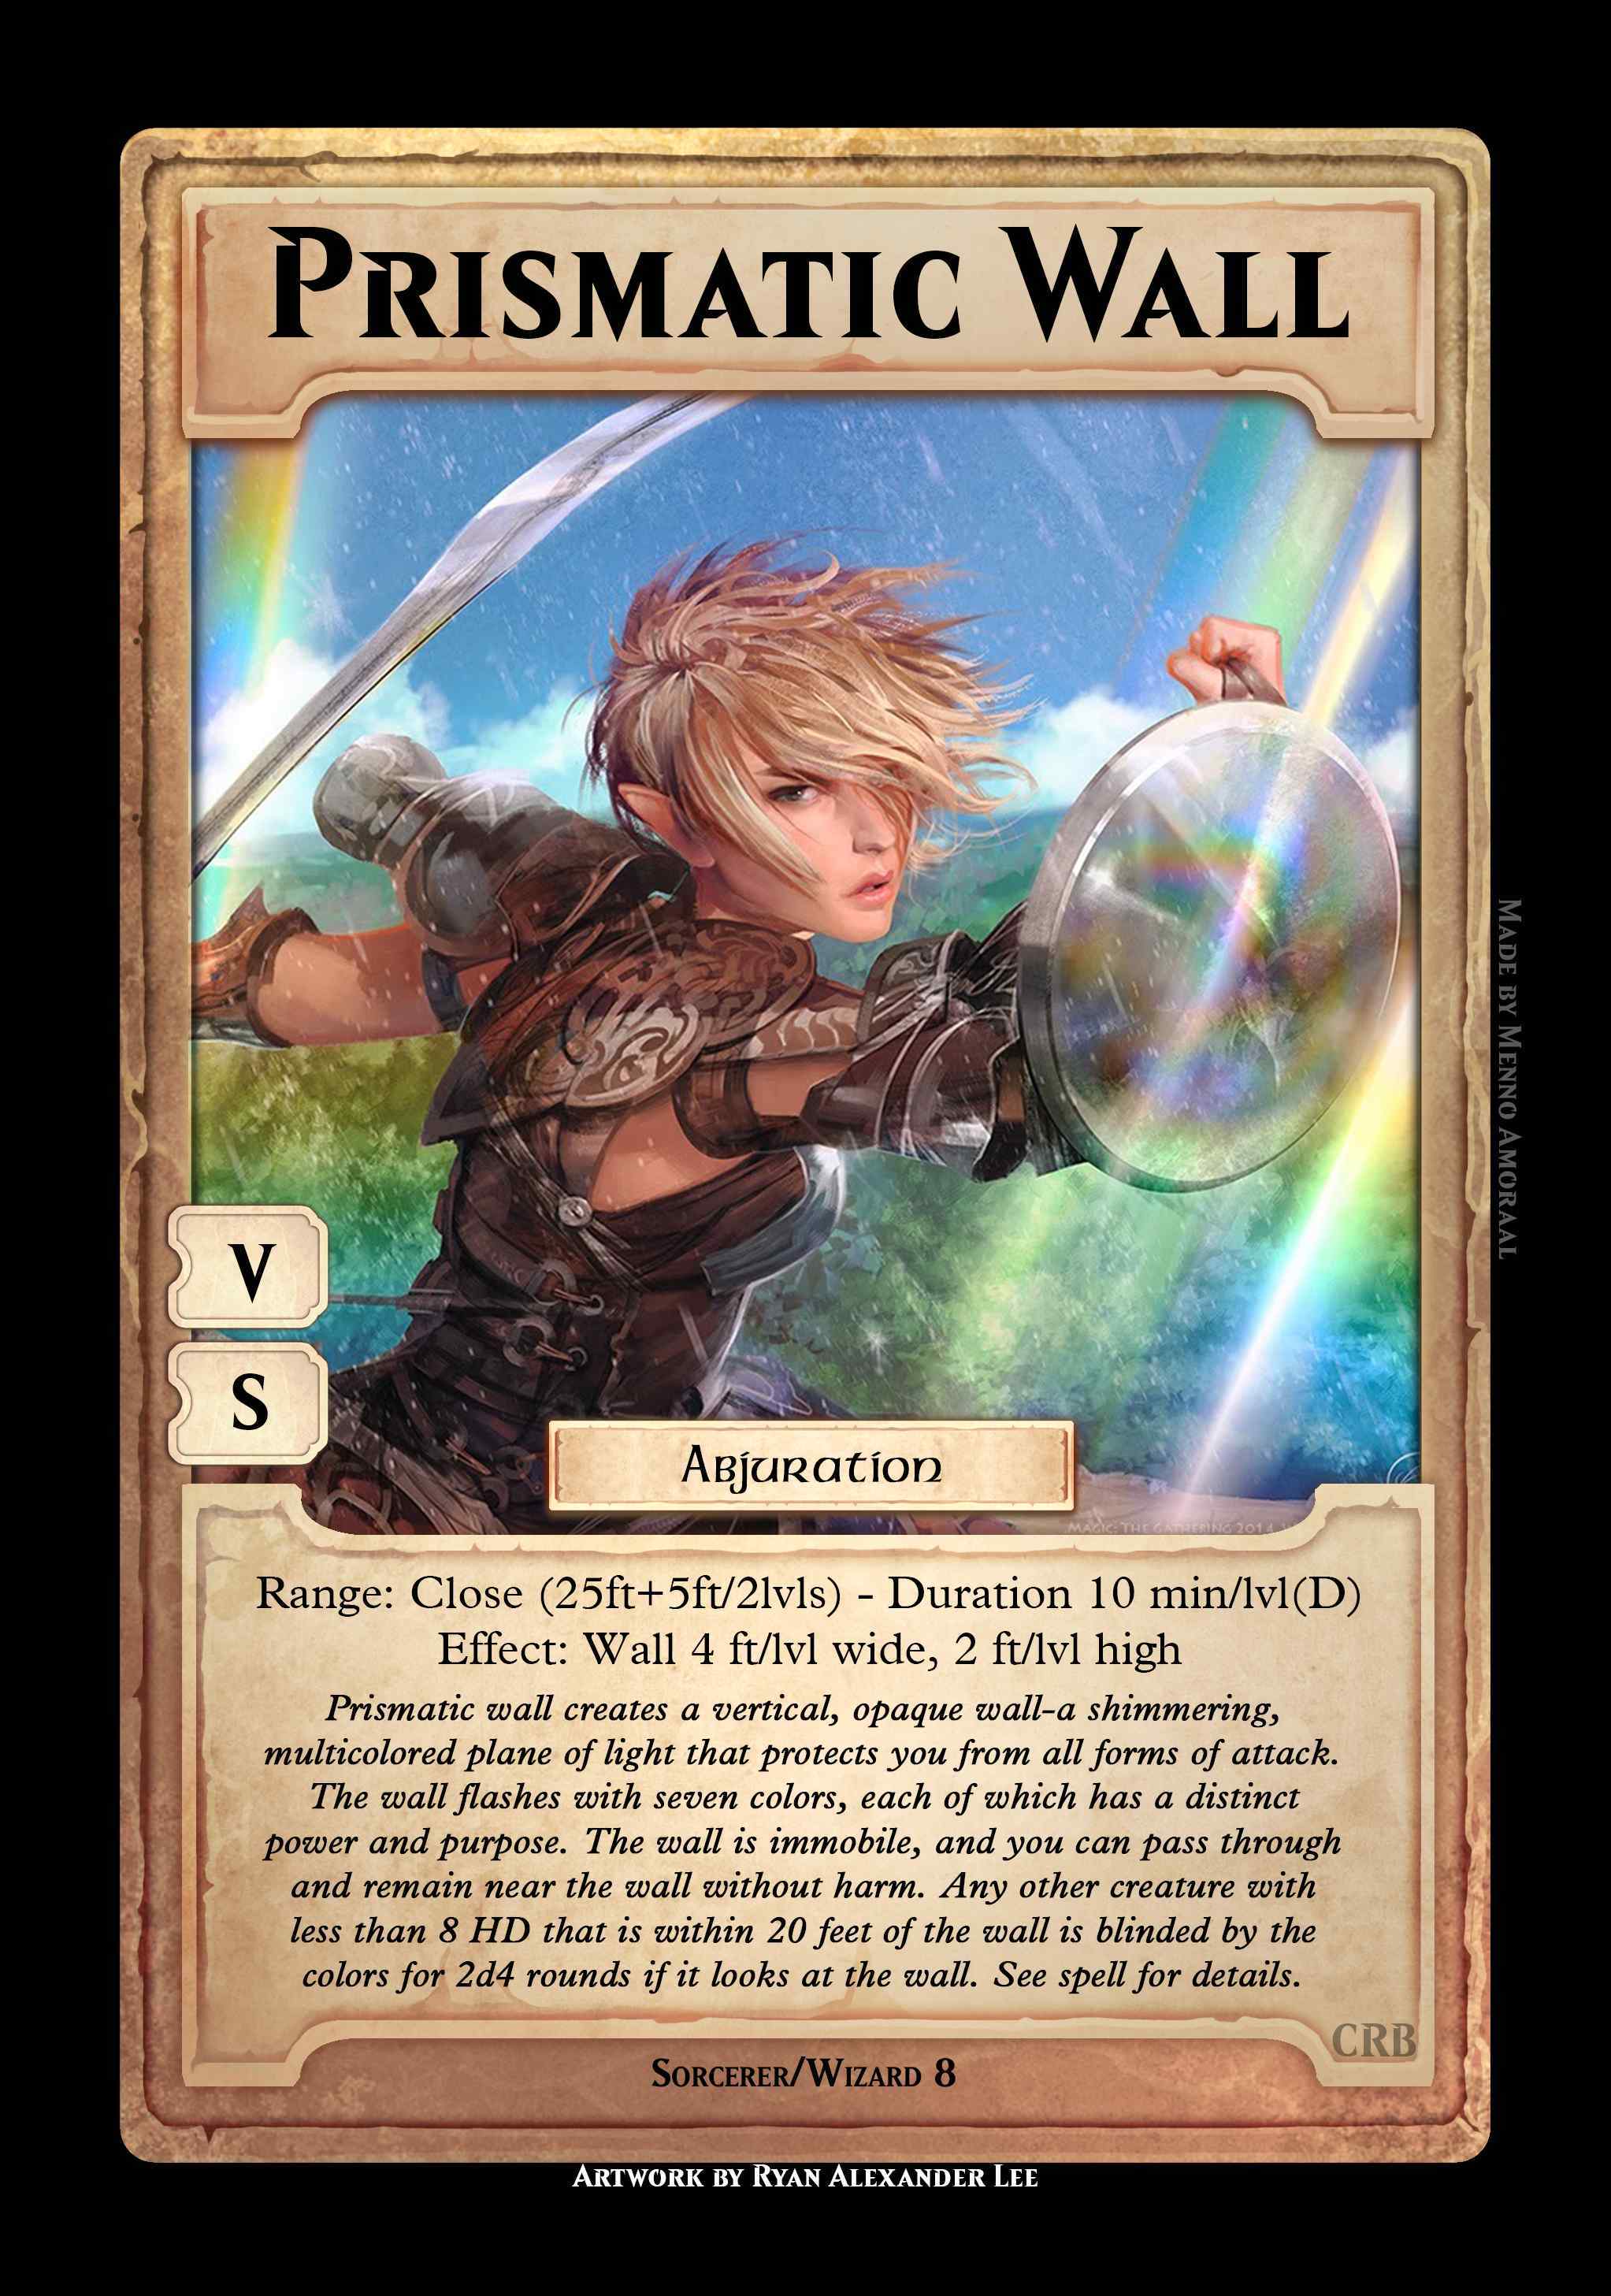 Prismatic Wall
V
S
Abjuration
Magic: The Gathering 2014
Range: Close (25ft+5ft/2lvls) - Duration 10 min/lvl(D)
Effect: Wall 4 ft/lvl wide, 2 ft/lvl high
Prismatic wall creates a vertical, opaque wall-a shimmering,
multicolored plane of light that protects you from all forms of attack.
The wall flashes with seven colors, each of which has a distinct
power and purpose. The wall is immobile, and you can pass through
and remain near the wall without harm. Any other creature with
less than 8 HD that is within 20 feet of the wall is blinded by the
colors for 2d4 rounds if it looks at the wall. See spell for details.
CRB
Sorcerer/Wizard 8
Artwork by Ryan Alexander Lee
Made by Menno Amoraal